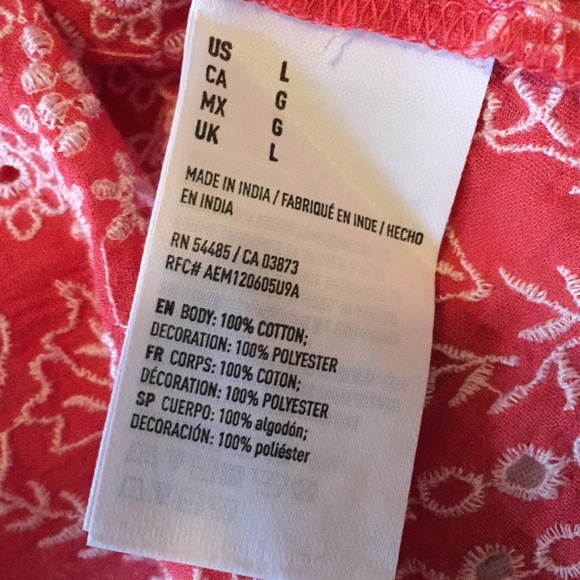 US L
CA G
MX G
UK L
MADE IN INDIA / FABRIQUÉ EN INDE / HECHO
EN INDIA
RN 54485 / CA 03873
RFC# AEM120605U9A
EN BODY: 100% COTTON;
DECORATION: 100% POLYESTER
FR CORPS: 100% COTON;
DÉCORATION: 100% POLYESTER
SP CUERPO: 100% algodón;
DECORACIÓN: 100% poliéster